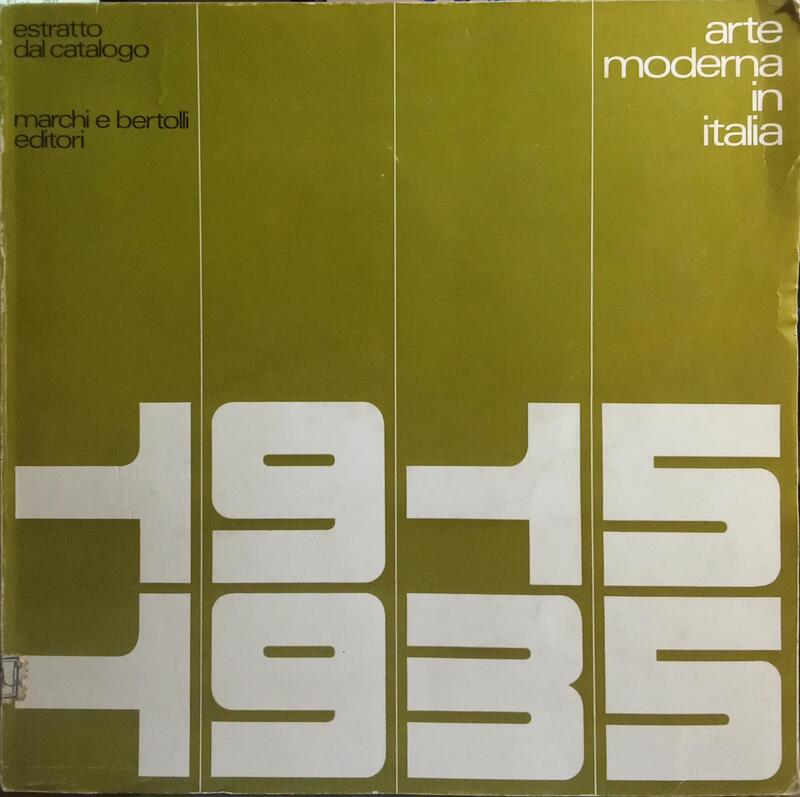 estratto
dal catalogo
marchi e bertolli
editori
arte
moderna
in
italia
1915
1935